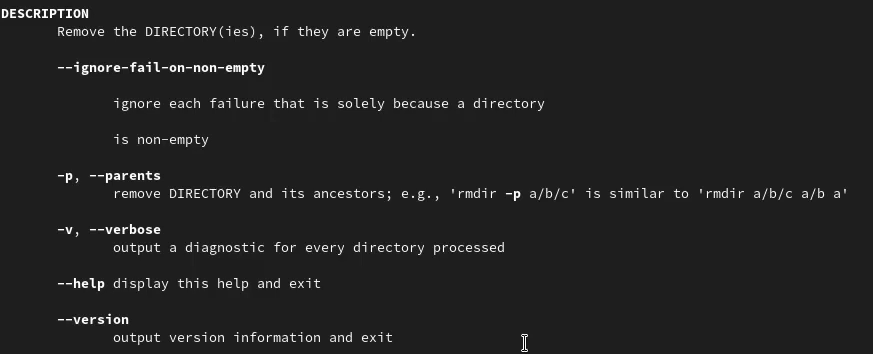 DESCRIPTION
Remove the DIRECTORY(ies), if they are empty.
--ignore-fail-on-non-empty
ignore each failure that is solely because a directory
is non-empty
-p, --parents
remove DIRECTORY and its ancestors; e.g., 'rmdir -p a/b/c' is similar to 'rmdir a/b/c a/b a'
-v, --verbose
output a diagnostic for every directory processed
--help display this help and exit
--version
output version information and exit